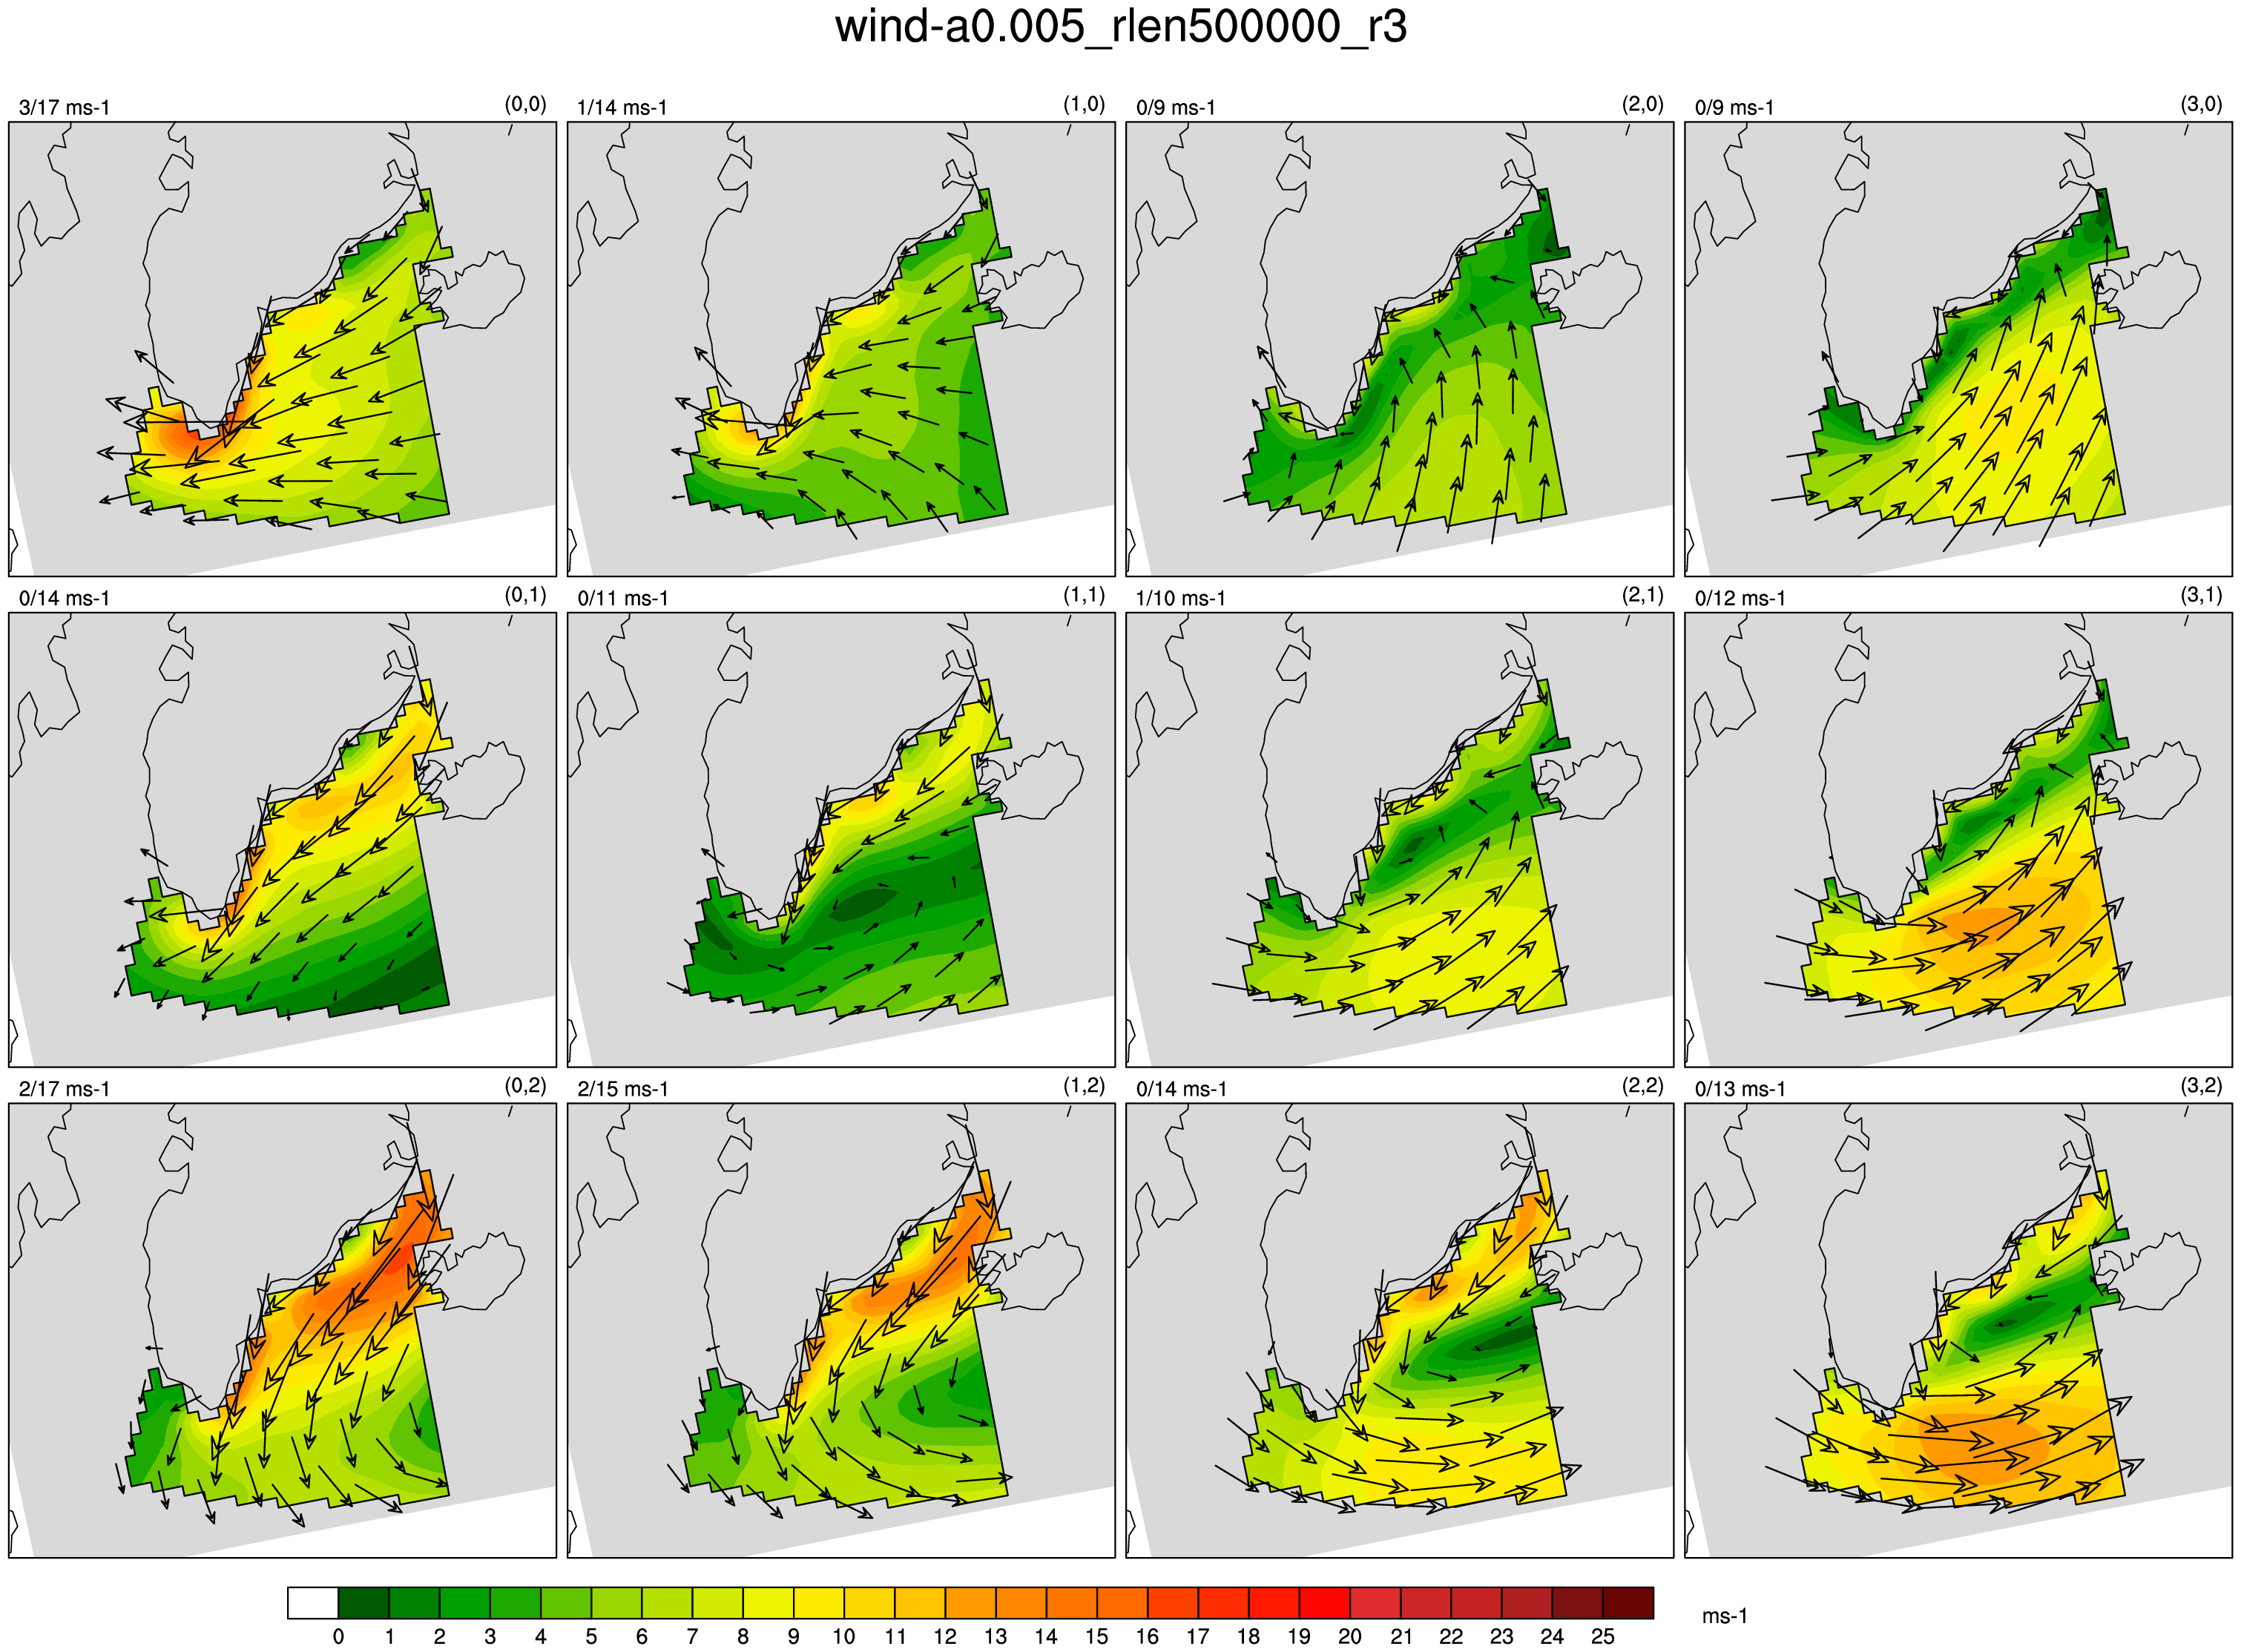 wind-a0.005_rlen500000_r3
3/17 ms-1 (0,0) 1/14 ms-1 (1,0) 0/9 ms-1 (2,0) 0/9 ms-1 (3,0)
0/14 ms-1 (0,1) 0/11 ms-1 (1,1) 1/10 ms-1 (2,1) 0/12 ms-1 (3,1)
2/17 ms-1 (0,2) 2/15 ms-1 (1,2) 0/14 ms-1 (2,2) 0/13 ms-1 (3,2)
ms-1
0 1 2 3 4 5 6 7 8 9 10 11 12 13 14 15 16 17 18 19 20 21 22 23 24 25